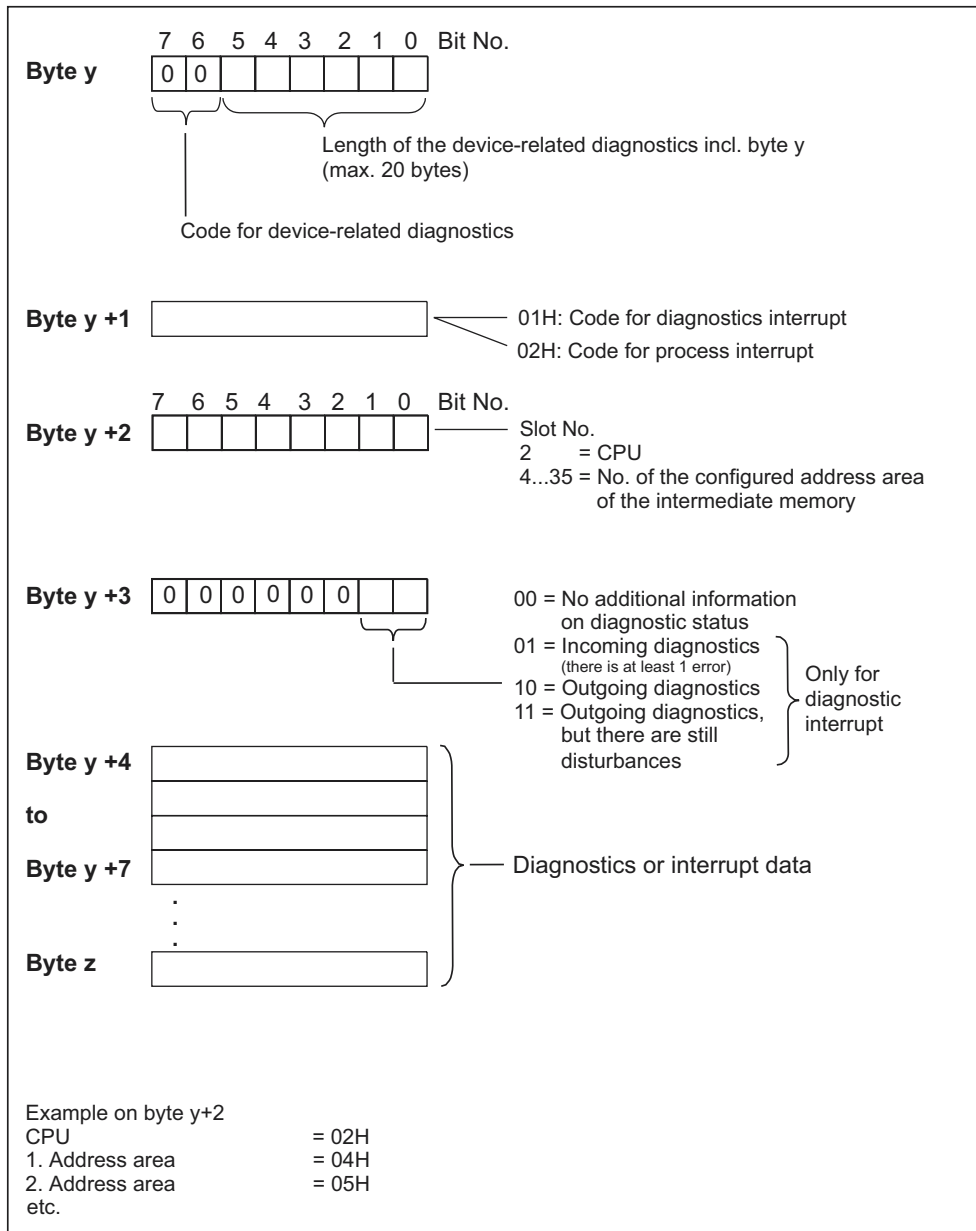 7 6 5 4 3 2 1 0 Bit No.
Byte y 0 0
Length of the device-related diagnostics incl. byte y
(max. 20 bytes)
Code for device-related diagnostics
Byte y +1
01H: Code for diagnostics interrupt
02H: Code for process interrupt
7 6 5 4 3 2 1 0 Bit No.
Byte y +2
Slot No.
2 = CPU
4...35 = No. of the configured address area
of the intermediate memory
Byte y +3 0 0 0 0 0 0
00 = No additional information
on diagnostic status
01 = Incoming diagnostics
(there is at least 1 error)
10 = Outgoing diagnostics
11 = Outgoing diagnostics,
but there are still
disturbances
Only for
diagnostic
interrupt
Byte y +4
to
Byte y +7
Diagnostics or interrupt data
.
.
.
Byte z
Example on byte y+2
CPU = 02H
1. Address area = 04H
2. Address area = 05H
etc.